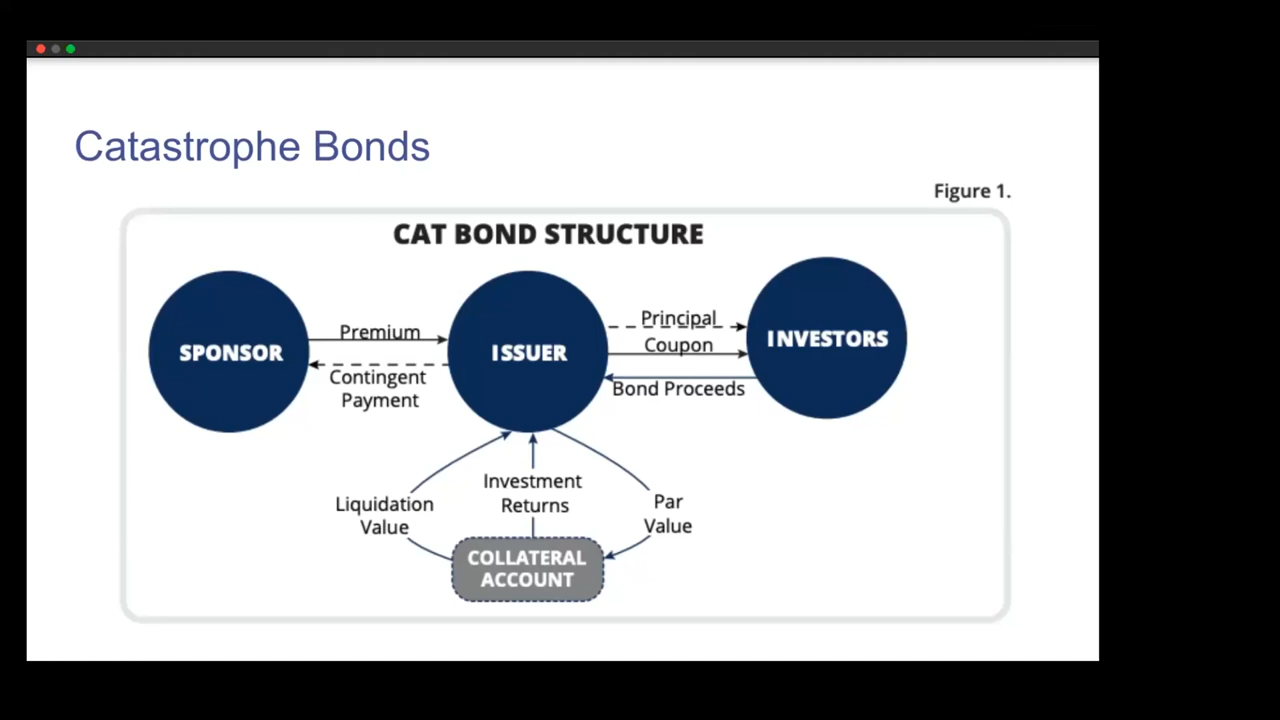 Catastrophe Bonds
Figure 1.
CAT BOND STRUCTURE
SPONSOR
Premium
Contingent
Payment
ISSUER
Principal
Coupon
Bond Proceeds
INVESTORS
Liquidation
Value
Investment
Returns
Par
Value
COLLATERAL
ACCOUNT